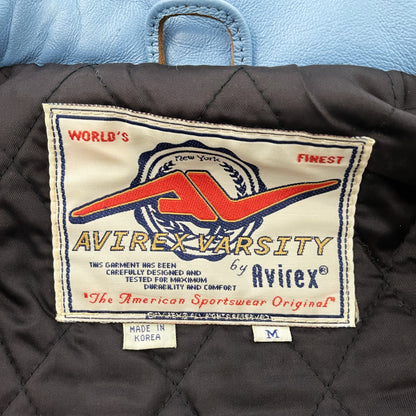 WORLD'S FINEST
New York
AVIREX VARSITY
by Avirex®
THIS GARMENT HAS BEEN
CAREFULLY DESIGNED AND
TESTED FOR MAXIMUM
DURABILITY AND COMFORT
"The American Sportswear Original"
MADE IN
KOREA
M